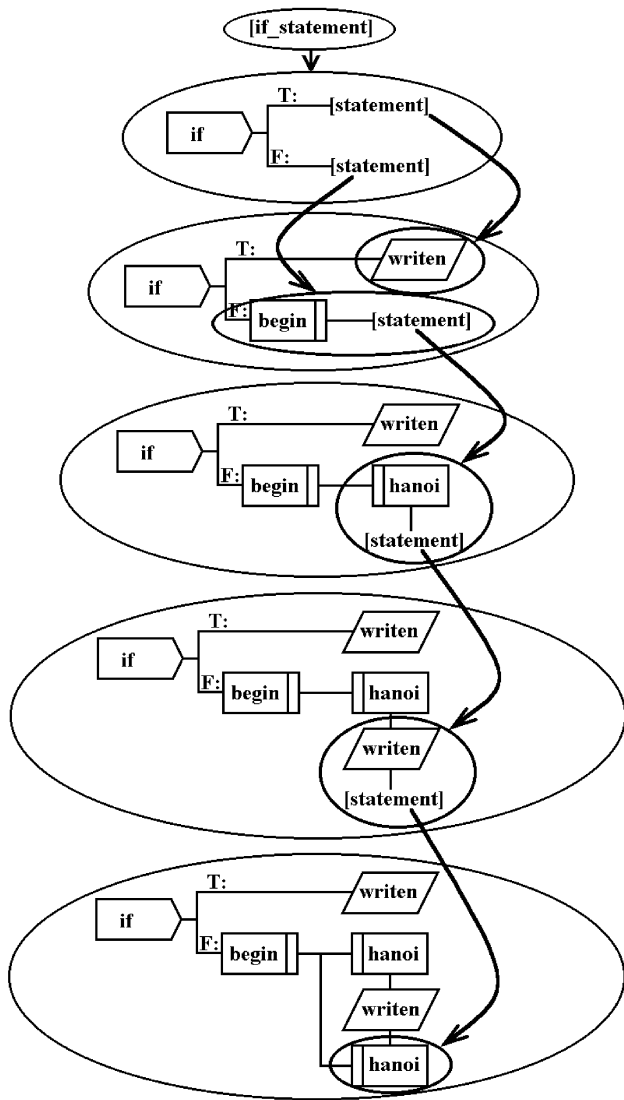 [if_statement]
T: [statement]
if
F: [statement]
T: writen
if
F: begin [statement]
T: writen
if
F: begin hanoi
[statement]
T: writen
if
F: begin hanoi
writen
[statement]
T: writen
if
F: begin hanoi
writen
hanoi